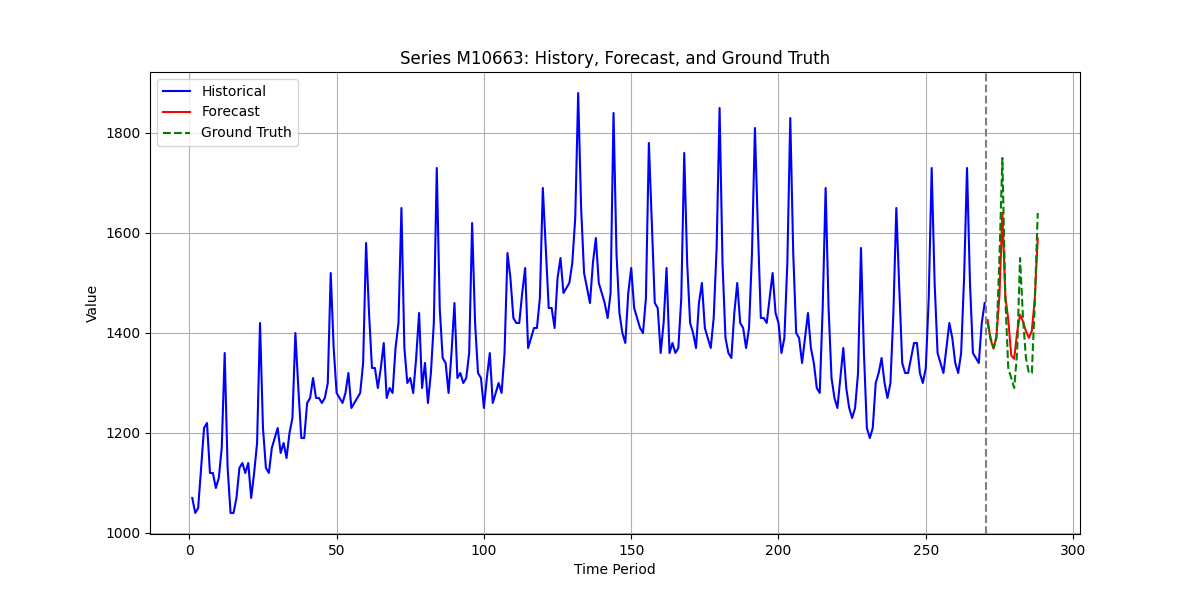 Series M10663: History, Forecast, and Ground Truth
Historical
Forecast
Ground Truth
Value
1800
1600
1400
1200
1000
0 50 100 150 200 250 300
Time Period